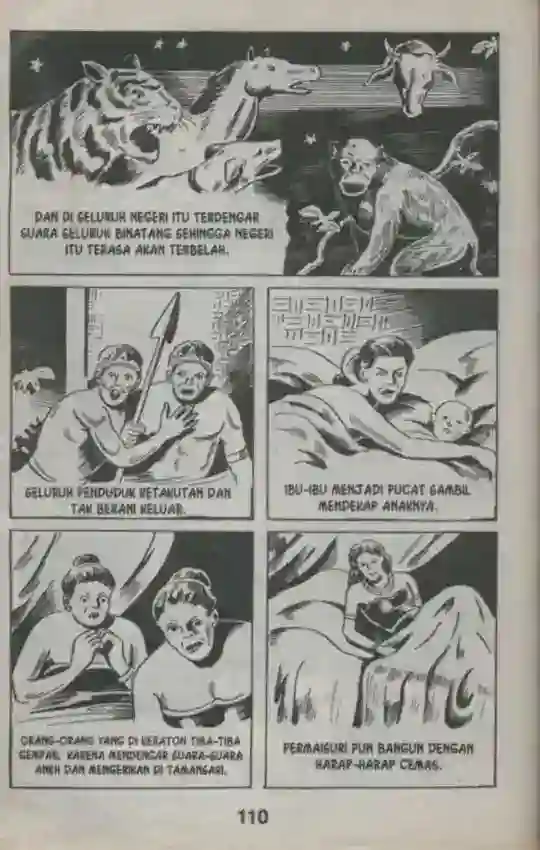 DAN DI SELURUH NEGERI ITU TERDENGAR
SUARA SELURUH BINATANG SEHINGGA NEGERI
ITU TERASA AKAN TERBELAH.
SELURUH PENDUDUK KETAKUTAN DAN
TAK BERANI KELUAR.
IBU-IBU MENJADI PUCAT SAMBIL
MENDEKAP ANAKNYA.
ORANG-ORANG YANG DI KERATON TIBA-TIBA
GEMPAR, KARENA MENDENGAR SUARA-SUARA
ANEH DAN MENGERIKAN DI TAMANSARI.
PERMAISURI PUN BANGUN DENGAN
HARAP-HARAP CEMAS.
110